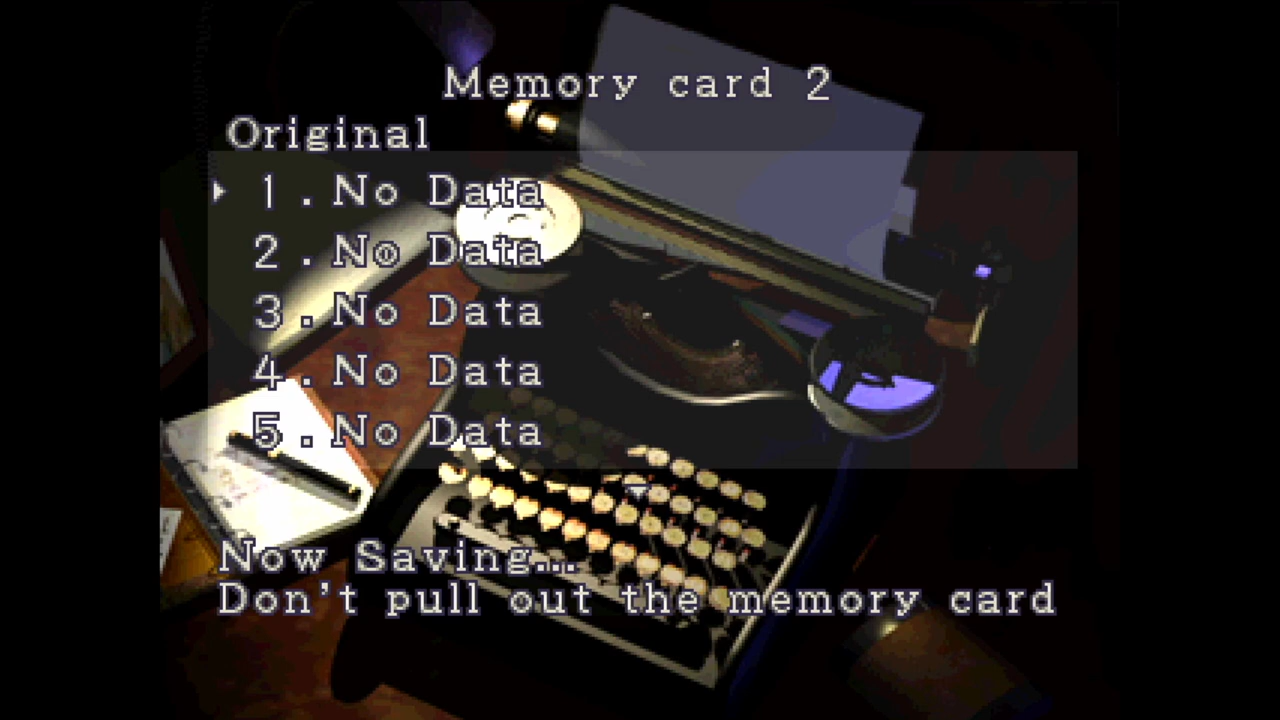 Memory card 2
Original
1. No Data
2. No Data
3. No Data
4. No Data
5. No Data
Now Saving...
Don't pull out the memory card